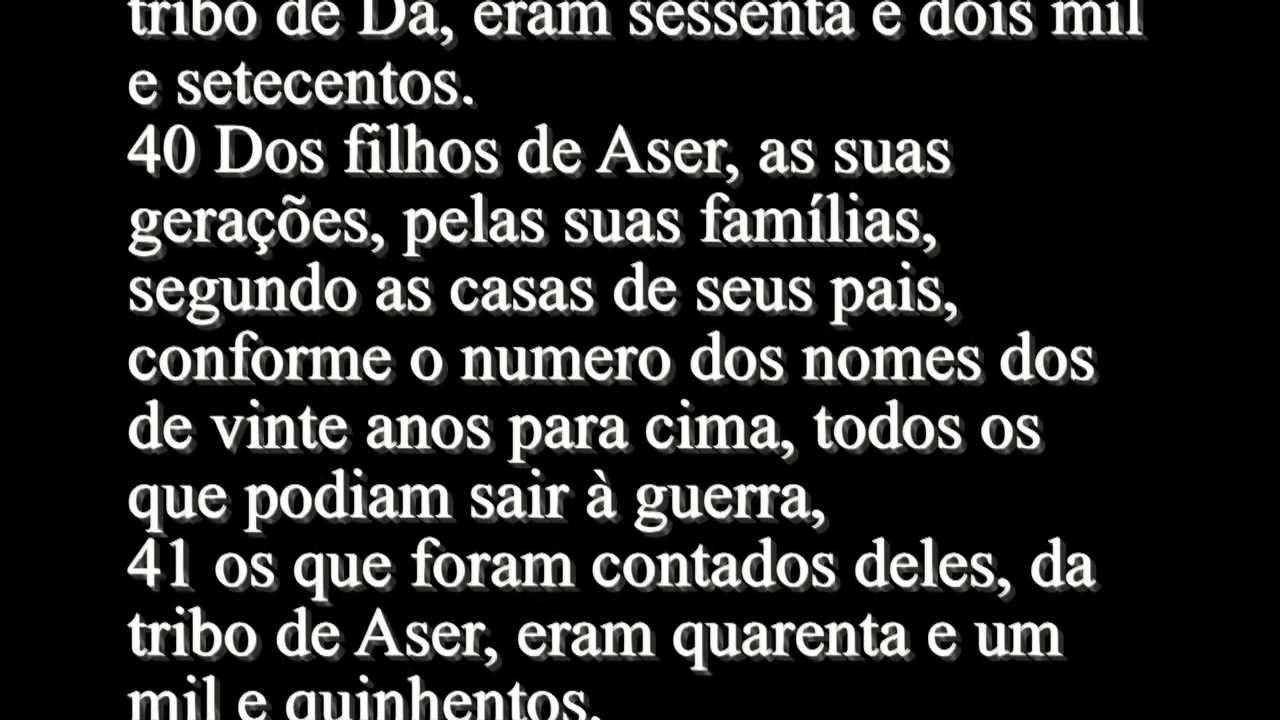 tribo de Dã, eram sessenta e dois mil
e setecentos.
40 Dos filhos de Aser, as suas
gerações, pelas suas famílias,
segundo as casas de seus pais,
conforme o numero dos nomes dos
de vinte anos para cima, todos os
que podiam sair à guerra,
41 os que foram contados deles, da
tribo de Aser, eram quarenta e um
mil e quinhentos.